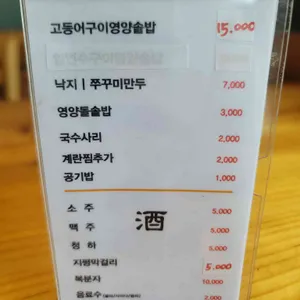 고등어구이영양솥밥 15,000
낙지ㅣ쭈꾸미만두 7,000
영양돌솥밥 3,000
국수사리 2,000
계란찜추가 2,000
공기밥 1,000
酒
소 주 5,000
맥 주 5,000
청 하 5,000
지평막걸리 5,000
복분자 10,000
음료수 2,000